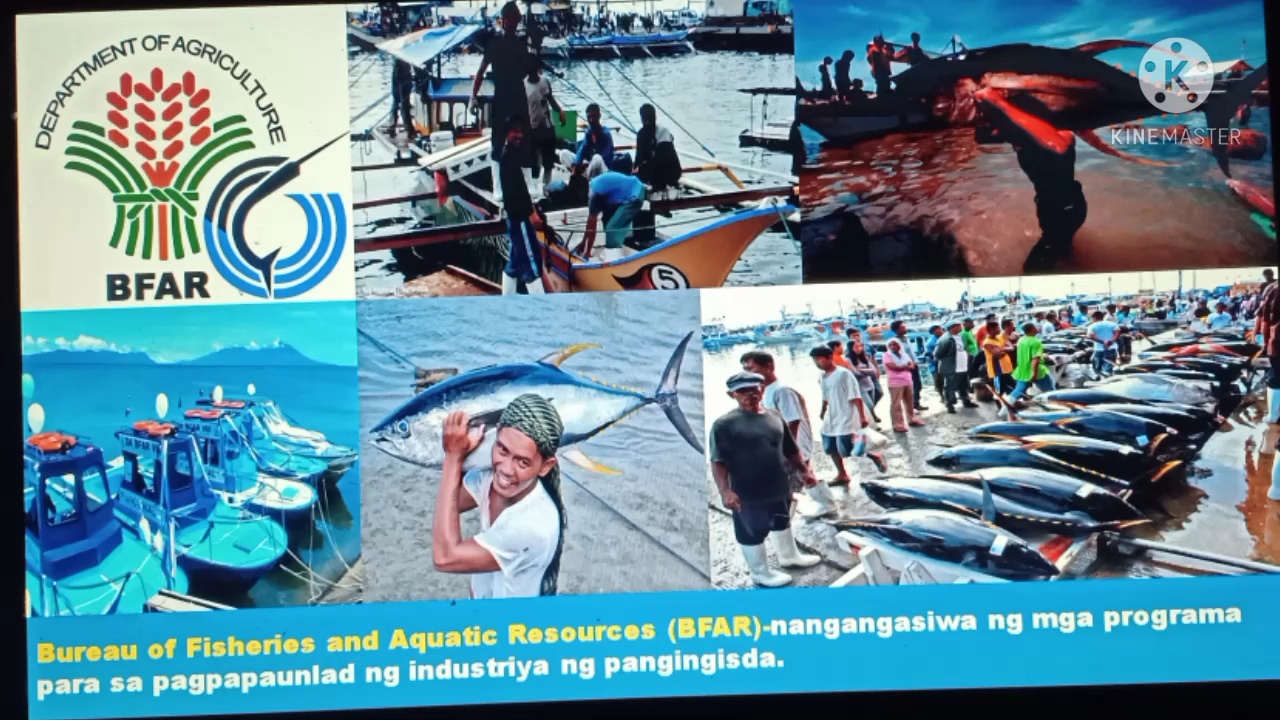 DEPARTMENT OF AGRICULTURE
BFAR
K
KINEMASTER
5
Bureau of Fisheries and Aquatic Resources (BFAR)-nangangasiwa ng mga programa
para sa pagpapaunlad ng industriya ng pangingisda.